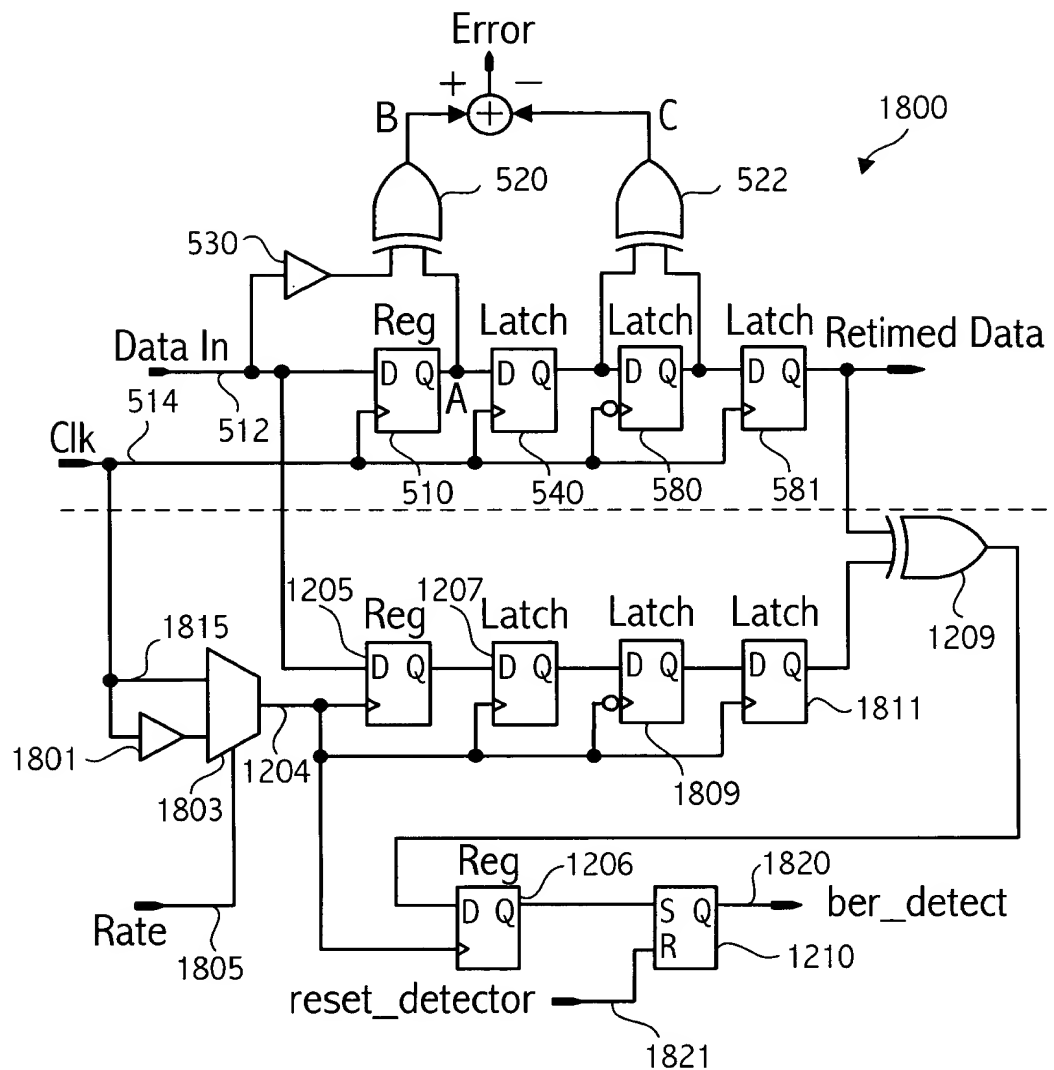 Error
+ −
B + C
1800
520
522
530
Reg Latch Latch Latch
Data In
D Q D Q D Q D Q
Retimed Data
A
514
512
Clk
510
540
580
581
1205 Reg 1207 Latch Latch Latch
1209
1815
D Q D Q D Q D Q
1811
1801
1803
1204
1809
Reg
1206
1820
D Q
S Q
ber_detect
R
1210
Rate
1805
reset_detector
1821